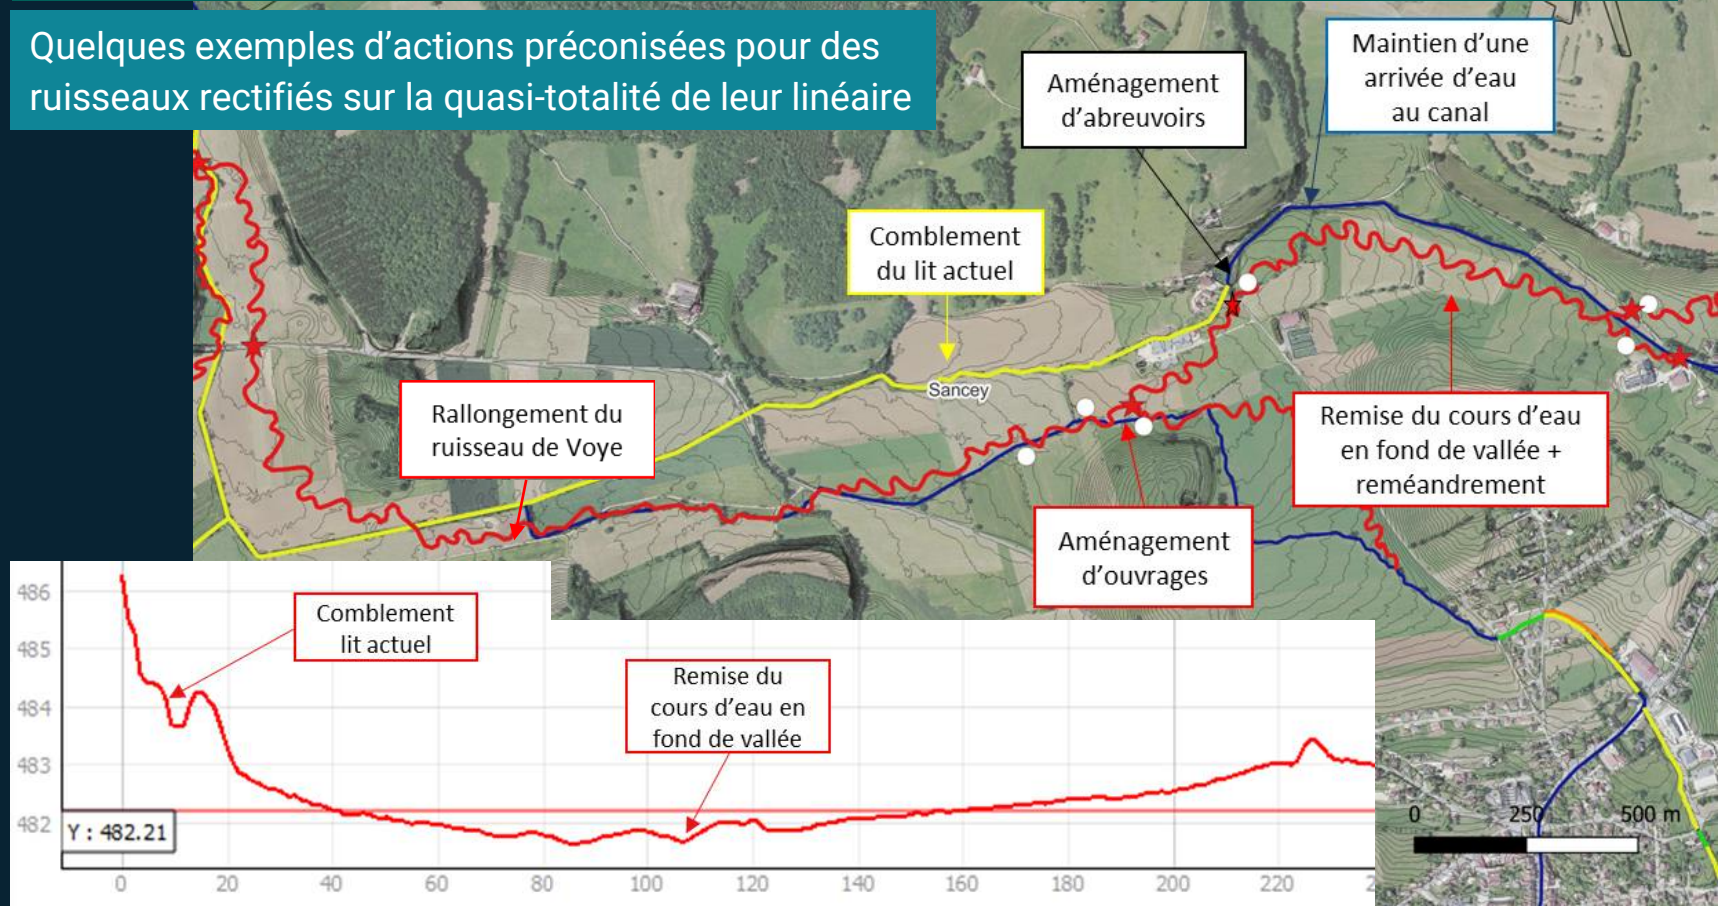 Quelques exemples d’actions préconisées pour des
ruisseaux rectifiés sur la quasi-totalité de leur linéaire
Aménagement
d’abreuvoirs
Maintien d’une
arrivée d’eau
au canal
Comblement
du lit actuel
Sancey
Rallongement du
ruisseau de Voye
Remise du cours d’eau
en fond de vallée +
reméandrement
Aménagement
d’ouvrages
486
485
484
483
482
Comblement
lit actuel
Remise du
cours d’eau en
fond de vallée
Y : 482.21
0 20 40 60 80 100 120 140 160 180 200 220
0 250 500 m